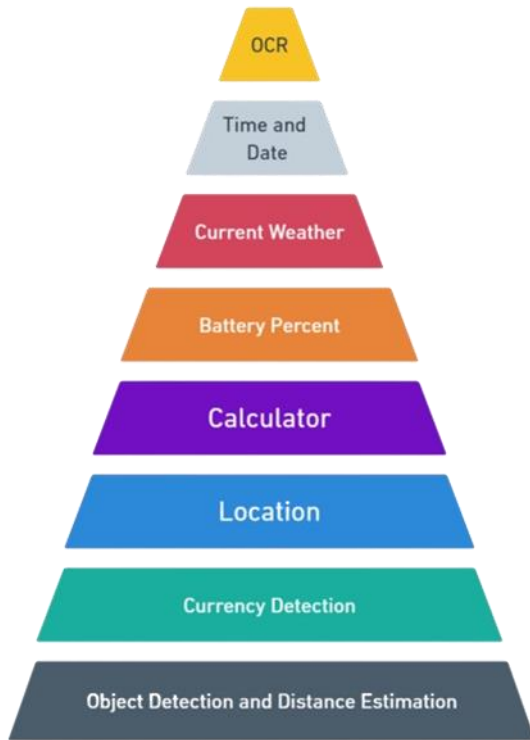 OCR
Time and
Date
Current Weather
Battery Percent
Calculator
Location
Currency Detection
Object Detection and Distance Estimation